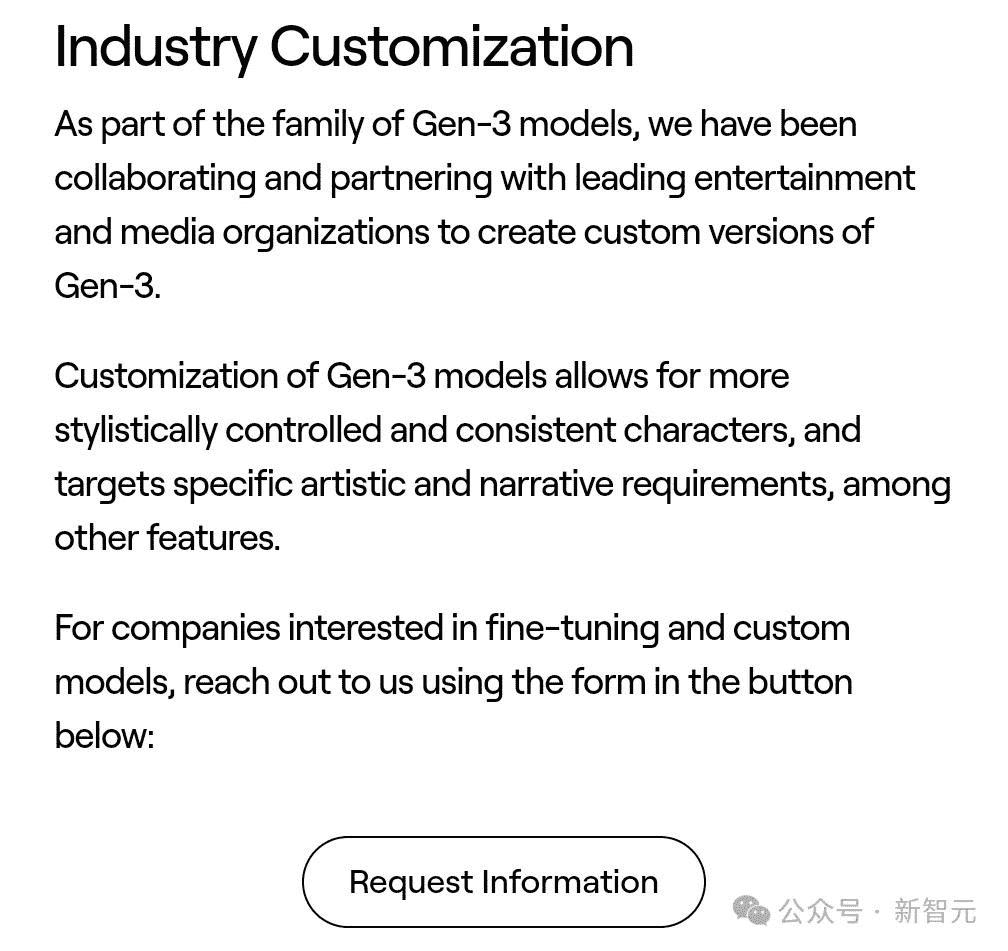 Industry Customization
As part of the family of Gen-3 models, we have been
collaborating and partnering with leading entertainment
and media organizations to create custom versions of
Gen-3.
Customization of Gen-3 models allows for more
stylistically controlled and consistent characters, and
targets specific artistic and narrative requirements, among
other features.
For companies interested in fine-tuning and custom
models, reach out to us using the form in the button
below:
Request Information
公众号 · 新智元